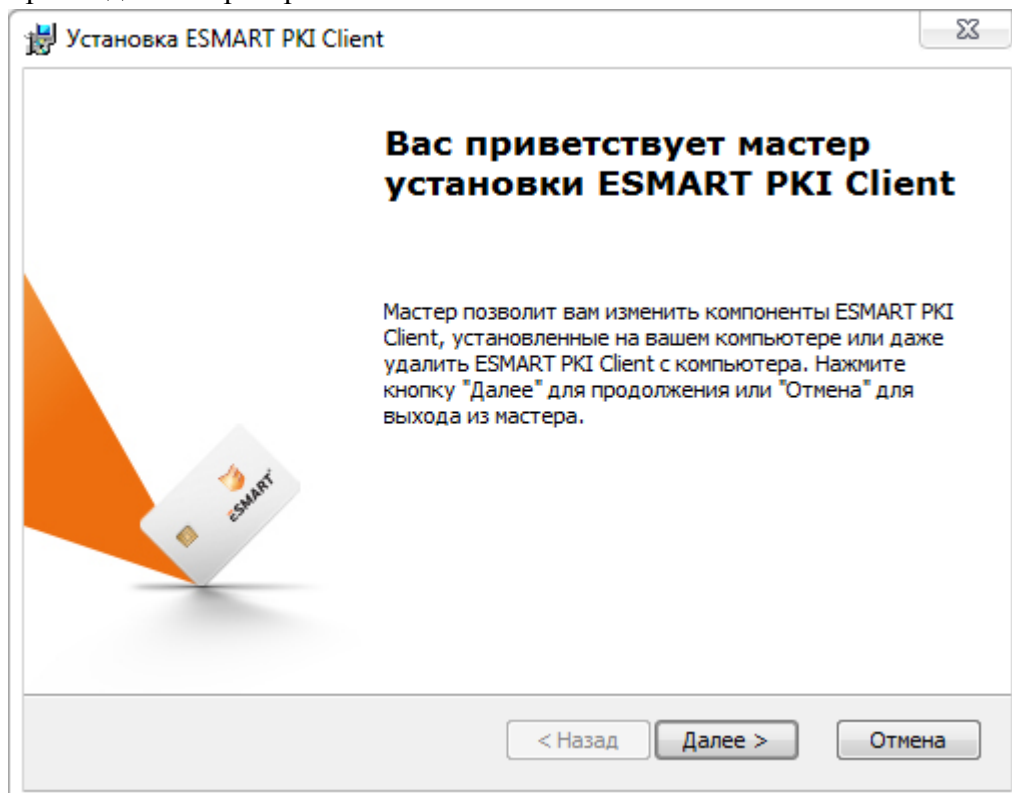 Установка ESMART PKI Client
Вас приветствует мастер
установки ESMART PKI Client
Мастер позволит вам изменить компоненты ESMART PKI
Client, установленные на вашем компьютере или даже
удалить ESMART PKI Client с компьютера. Нажмите
кнопку "Далее" для продолжения или "Отмена" для
выхода из мастера.
ESMART
< Назад
Далее >
Отмена